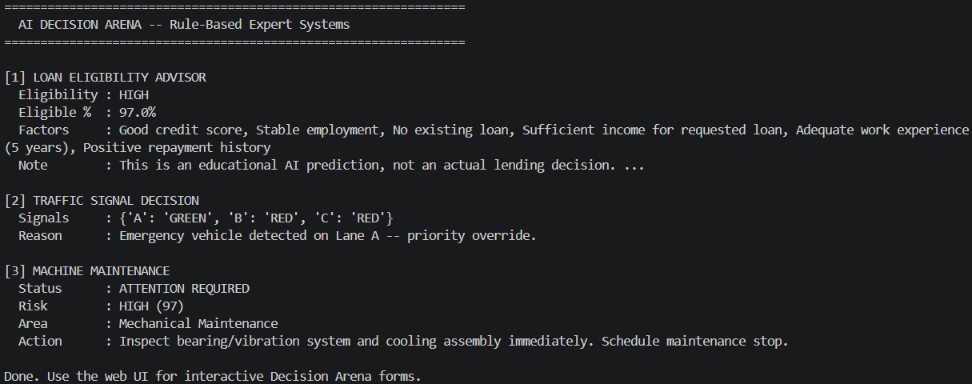 ================================================================
AI DECISION ARENA -- Rule-Based Expert Systems
================================================================
[1] LOAN ELIGIBILITY ADVISOR
Eligibility : HIGH
Eligible % : 97.0%
Factors : Good credit score, Stable employment, No existing loan, Sufficient income for requested loan, Adequate work experience
(5 years), Positive repayment history
Note : This is an educational AI prediction, not an actual lending decision. ...
[2] TRAFFIC SIGNAL DECISION
Signals : {'A': 'GREEN', 'B': 'RED', 'C': 'RED'}
Reason : Emergency vehicle detected on Lane A -- priority override.
[3] MACHINE MAINTENANCE
Status : ATTENTION REQUIRED
Risk : HIGH (97)
Area : Mechanical Maintenance
Action : Inspect bearing/vibration system and cooling assembly immediately. Schedule maintenance stop.
Done. Use the web UI for interactive Decision Arena forms.